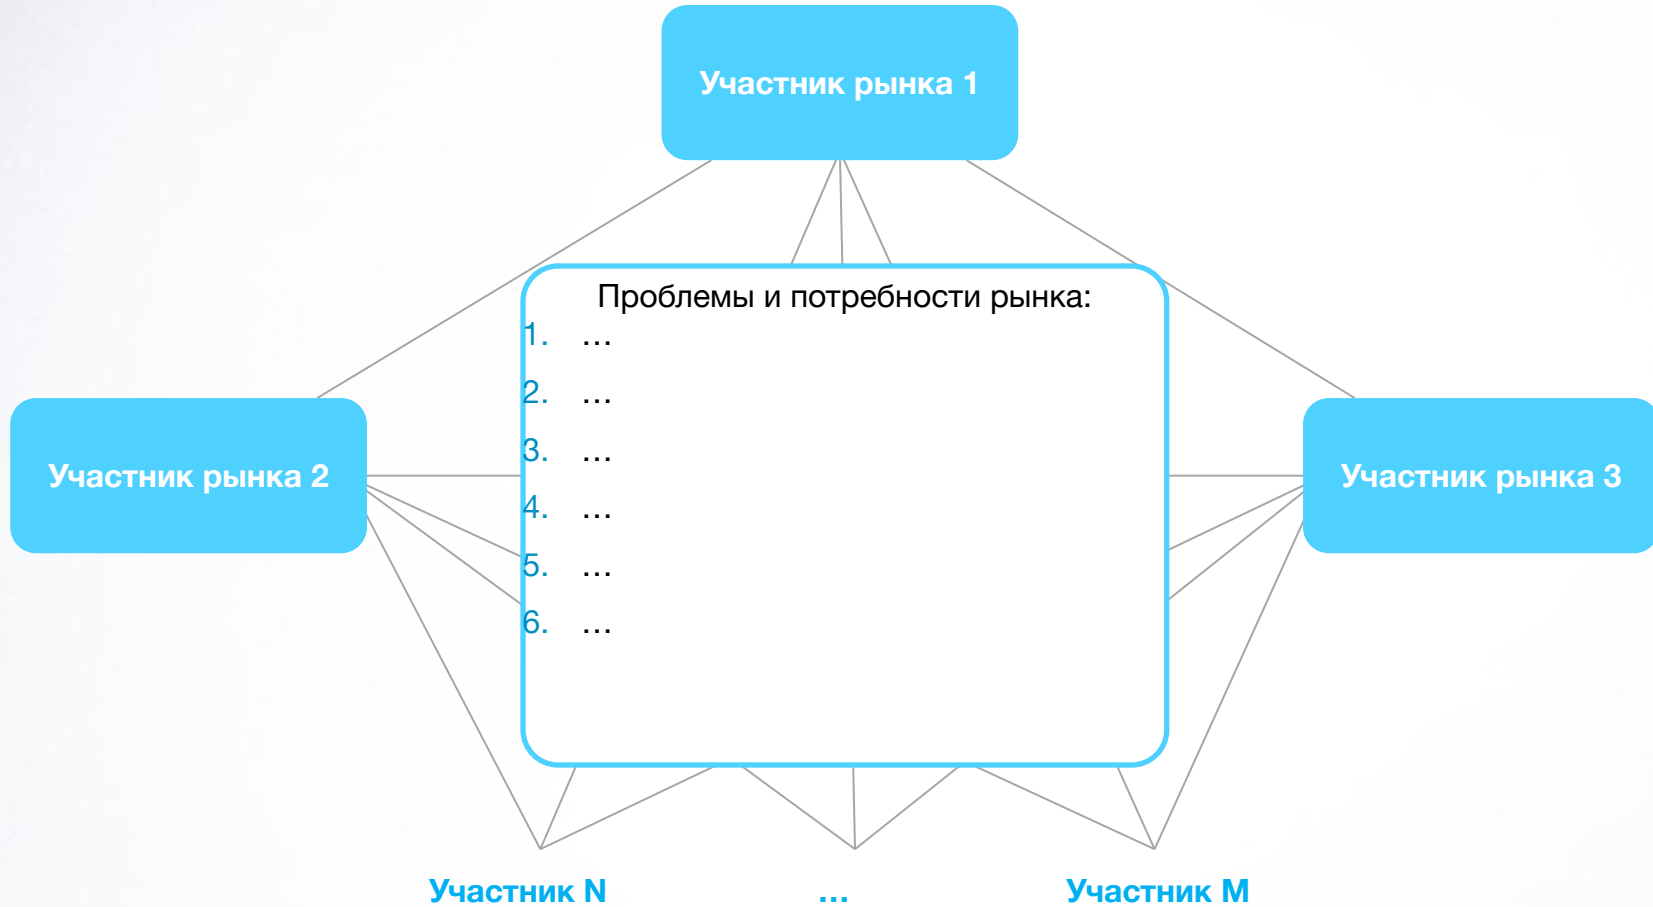 Участник рынка 1
Проблемы и потребности рынка:
1. ...
2. ...
3. ...
4. ...
5. ...
6. ...
Участник рынка 2
Участник рынка 3
Участник N
...
Участник M